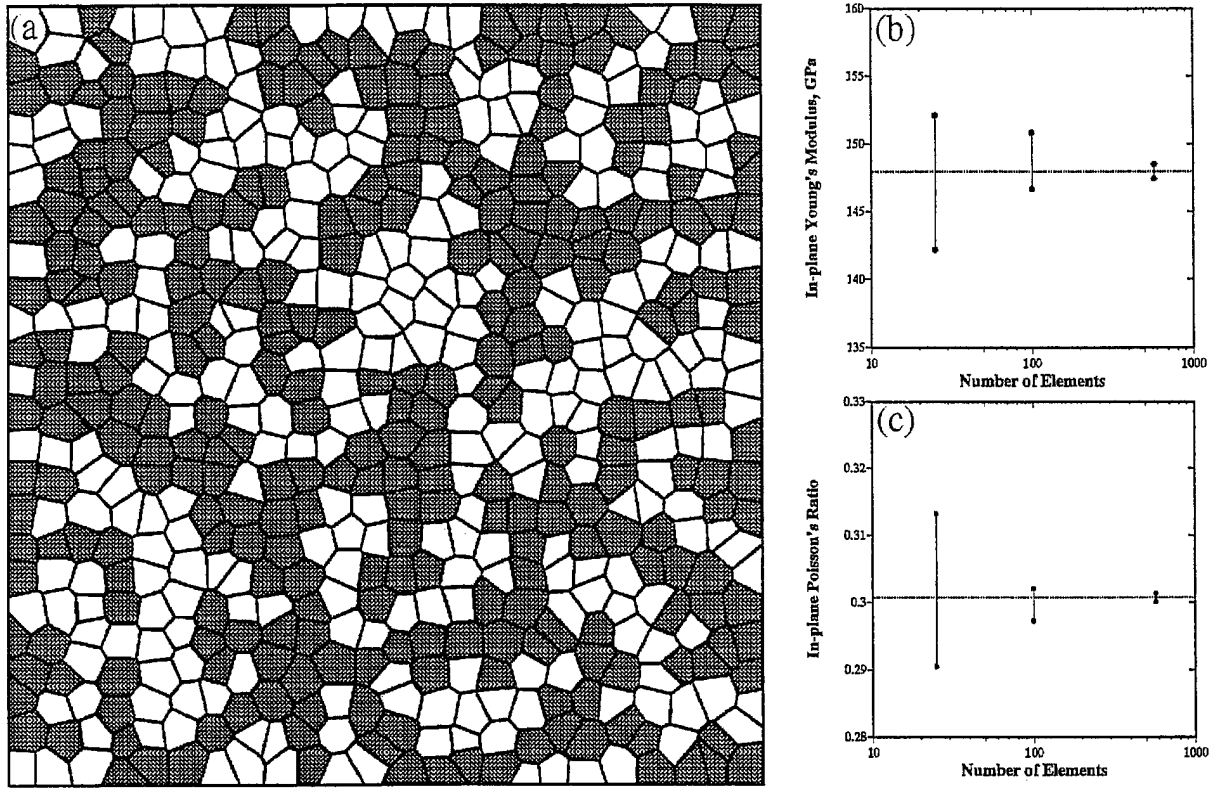 (a)
(b)
160
155
150
145
140
135
10
100
1000
In-plane Young's Modulus, GPa
Number of Elements
(c)
0.33
0.32
0.31
0.3
0.29
0.28
10
100
1000
In-plane Poisson's Ratio
Number of Elements